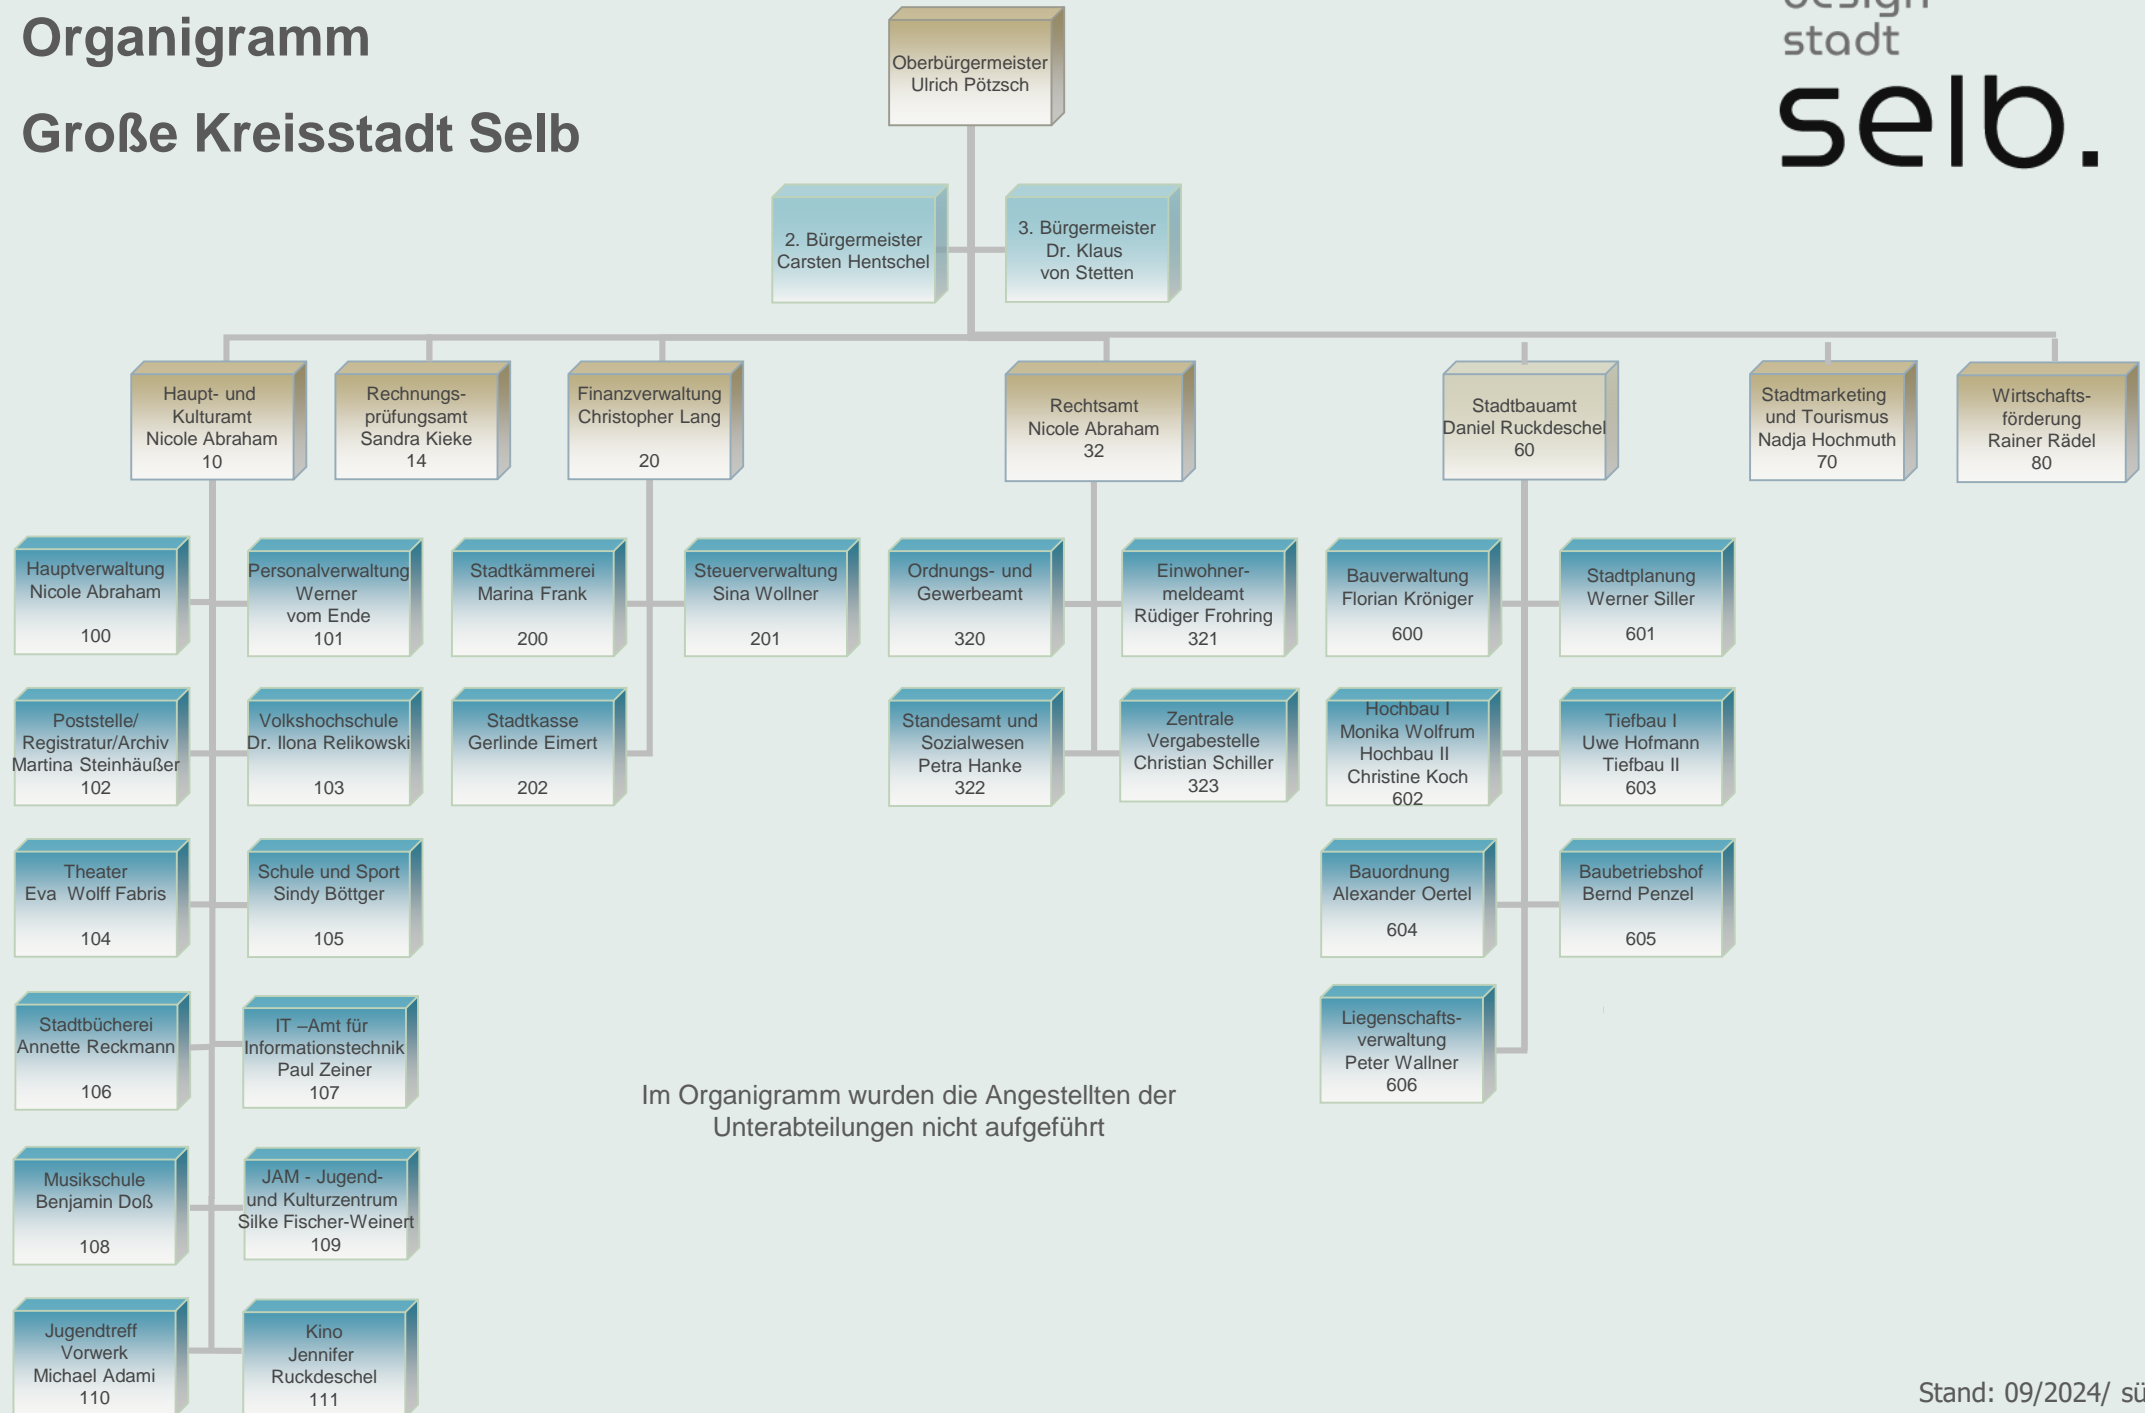 Organigramm
Große Kreisstadt Selb
design
stadt
selb.
Oberbürgermeister
Ulrich Pötzsch
2. Bürgermeister
Carsten Hentschel
3. Bürgermeister
Dr. Klaus
von Stetten
Haupt- und
Kulturamt
Nicole Abraham
10
Rechnungs-
prüfungsamt
Sandra Kieke
14
Finanzverwaltung
Christopher Lang
20
Rechtsamt
Nicole Abraham
32
Stadtbauamt
Daniel Ruckdeschel
60
Stadtmarketing
und Tourismus
Nadja Hochmuth
70
Wirtschafts-
förderung
Rainer Rädel
80
Hauptverwaltung
Nicole Abraham
100
Personalverwaltung
Werner
vom Ende
101
Stadtkämmerei
Marina Frank
200
Steuerverwaltung
Sina Wollner
201
Ordnungs- und
Gewerbeamt
320
Einwohner-
meldeamt
Rüdiger Frohring
321
Bauverwaltung
Florian Kröniger
600
Stadtplanung
Werner Siller
601
Poststelle/
Registratur/Archiv
Martina Steinhäußer
102
Volkshochschule
Dr. Ilona Relikowski
103
Stadtkasse
Gerlinde Eimert
202
Standesamt und
Sozialwesen
Petra Hanke
322
Zentrale
Vergabestelle
Christian Schiller
323
Hochbau I
Monika Wolfrum
Hochbau II
Christine Koch
602
Tiefbau I
Uwe Hofmann
Tiefbau II
603
Theater
Eva Wolff Fabris
104
Schule und Sport
Sindy Böttger
105
Bauordnung
Alexander Oertel
604
Baubetriebshof
Bernd Penzel
605
Stadtbücherei
Annette Reckmann
106
IT –Amt für
Informationstechnik
Paul Zeiner
107
Liegenschafts-
verwaltung
Peter Wallner
606
Im Organigramm wurden die Angestellten der
Unterabteilungen nicht aufgeführt
Musikschule
Benjamin Doß
108
JAM - Jugend-
und Kulturzentrum
Silke Fischer-Weinert
109
Jugendtreff
Vorwerk
Michael Adami
110
Kino
Jennifer
Ruckdeschel
111
Stand: 09/2024/ sü